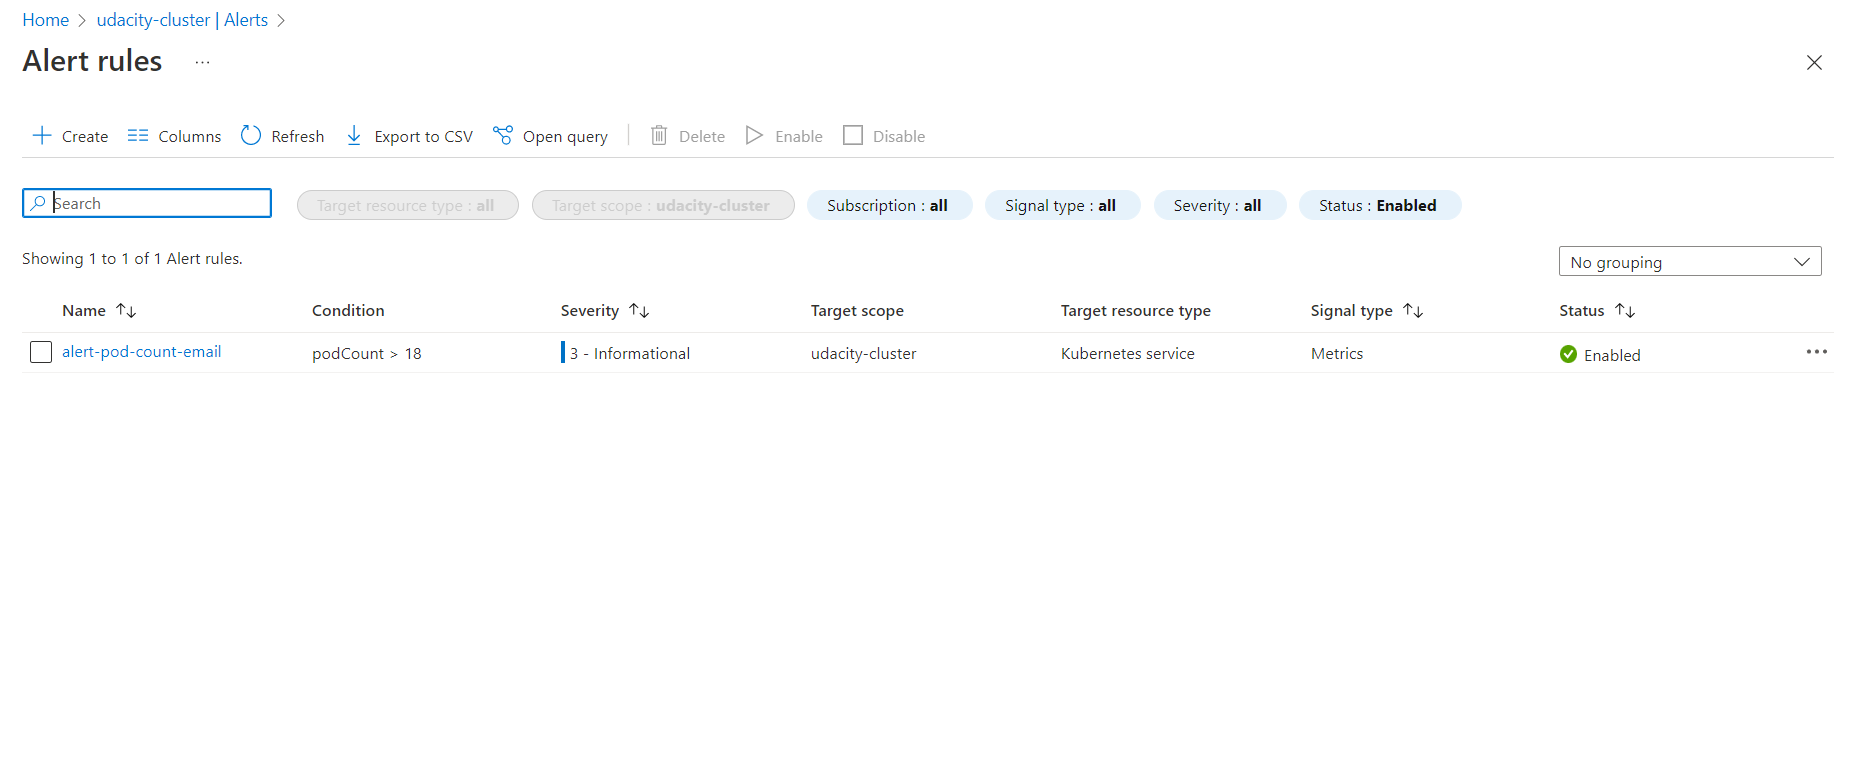 Home > udacity-cluster | Alerts >
Alert rules ...
Create Columns Refresh Export to CSV Open query Delete Enable Disable
Search Target resource type : all Target scope : udacity-cluster Subscription : all Signal type : all Severity : all Status : Enabled
Showing 1 to 1 of 1 Alert rules. No grouping
Name ↑↓ Condition Severity ↑↓ Target scope Target resource type Signal type ↑↓ Status ↑↓
alert-pod-count-email podCount > 18 3 - Informational udacity-cluster Kubernetes service Metrics Enabled ...